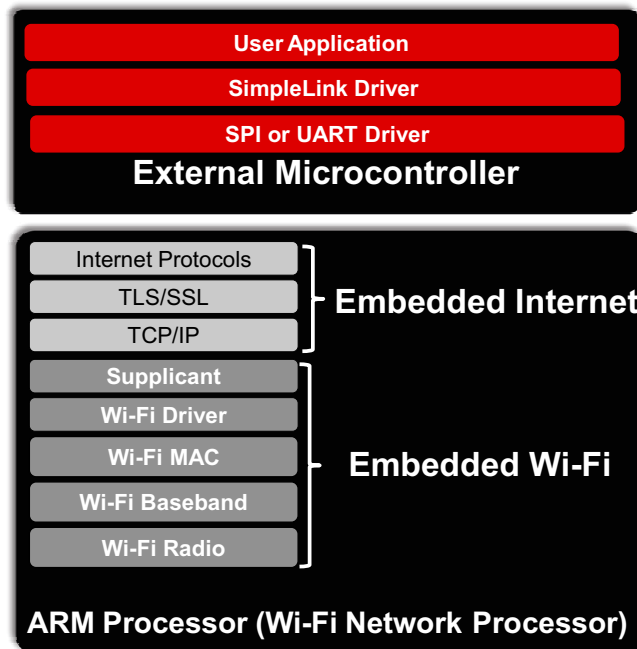 User Application
SimpleLink Driver
SPI or UART Driver
External Microcontroller
Internet Protocols
TLS/SSL
TCP/IP
Embedded Internet
Supplicant
Wi-Fi Driver
Wi-Fi MAC
Wi-Fi Baseband
Wi-Fi Radio
Embedded Wi-Fi
ARM Processor (Wi-Fi Network Processor)